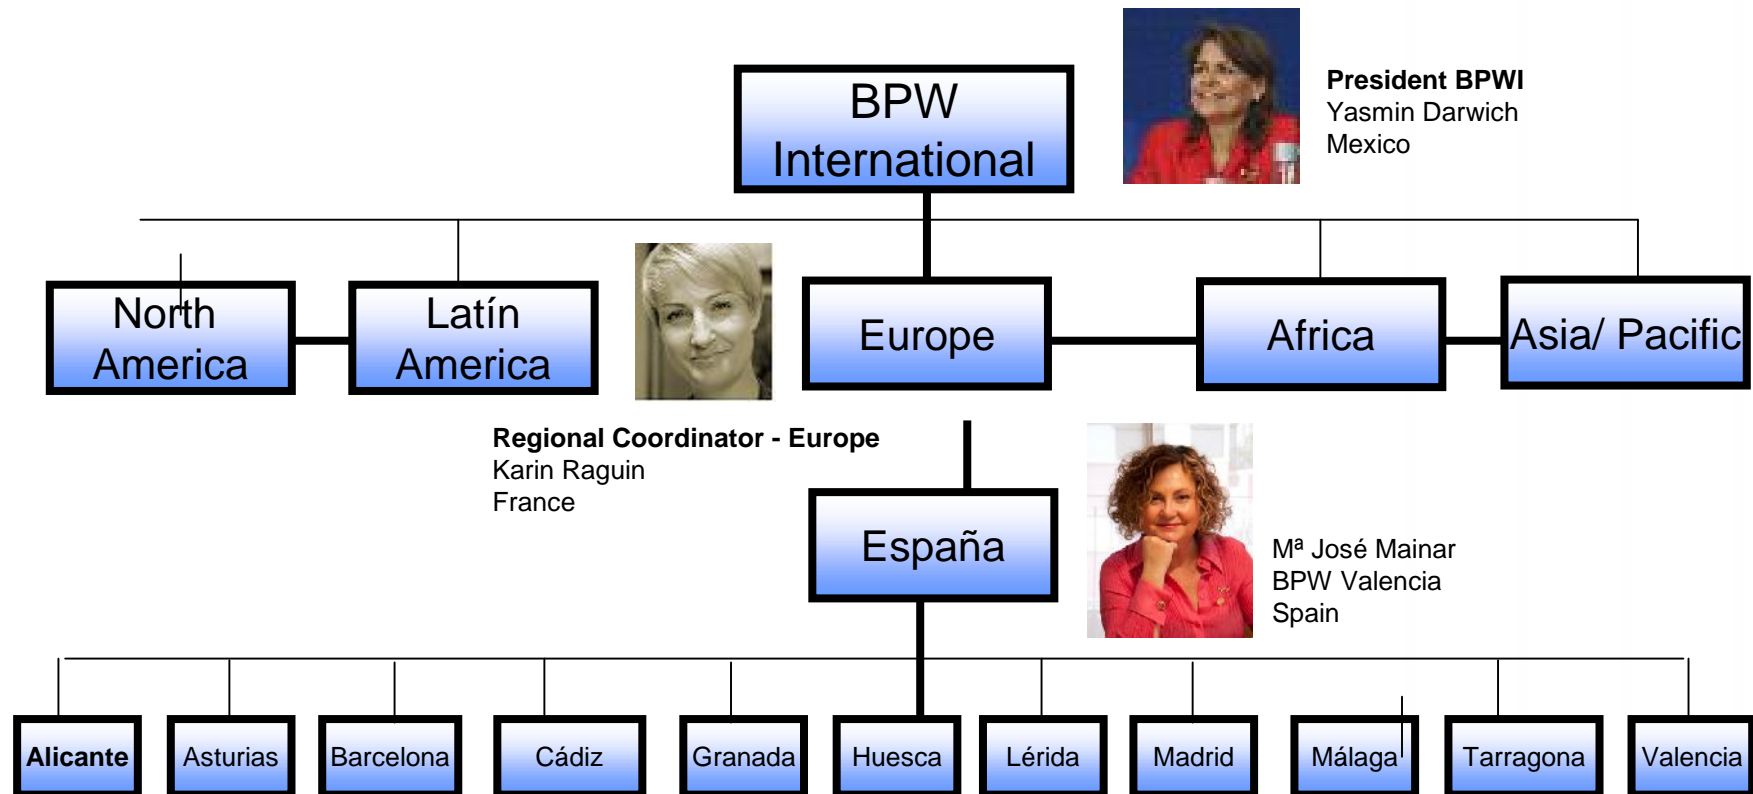 BPW
International
President BPWI
Yasmin Darwich
Mexico
North
America
Latín
America
Europe
Africa
Asia/ Pacific
Regional Coordinator - Europe
Karin Raguin
France
España
Mª José Mainar
BPW Valencia
Spain
Alicante
Asturias
Barcelona
Cádiz
Granada
Huesca
Lérida
Madrid
Málaga
Tarragona
Valencia